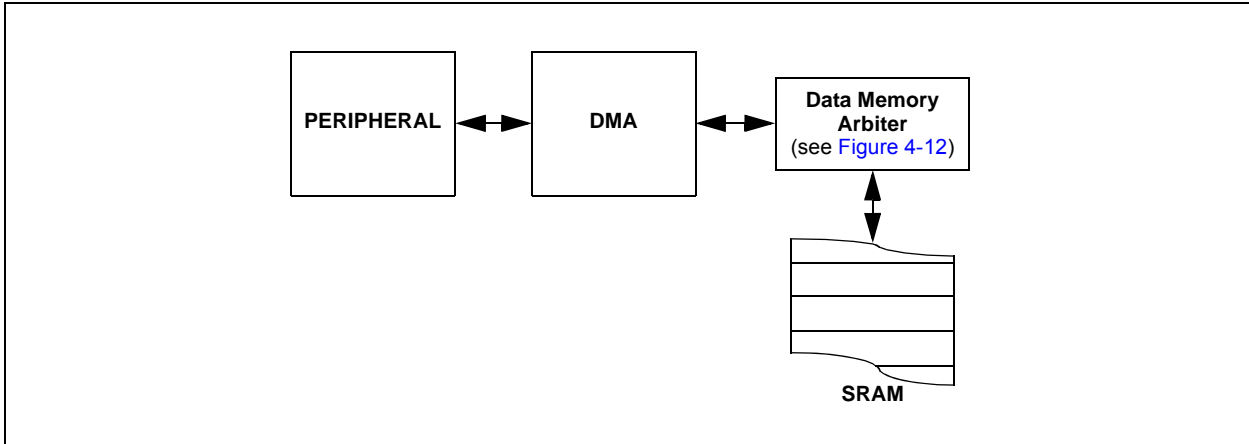 PERIPHERAL
DMA
Data Memory
Arbiter
(see Figure 4-12)
SRAM